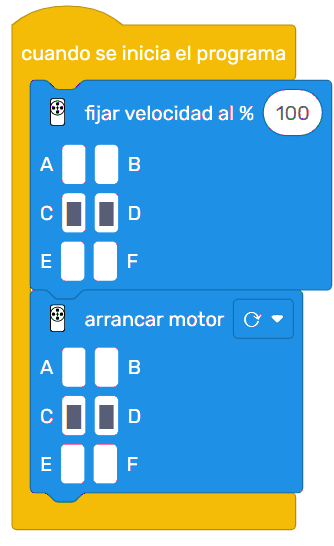 cuando se inicia el programa
fijar velocidad al % 100
A B
C D
E F
arrancar motor
A B
C D
E F